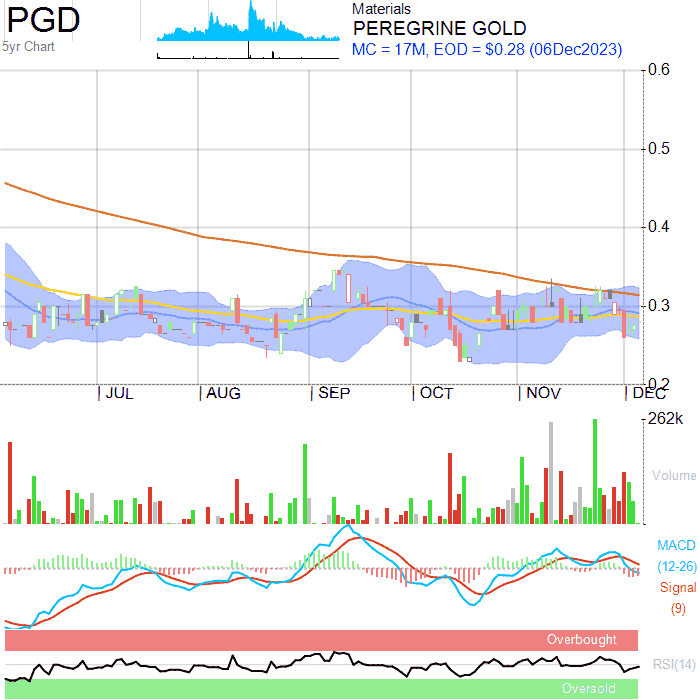 PGD
5yr Chart
Materials
PEREGRINE GOLD
MC = 17M, EOD = $0.28 (06Dec2023)
0.6
0.5
0.4
0.3
0.2
JUL
AUG
SEP
OCT
NOV
DEC
262k
Volume
MACD
(12-26)
Signal
(9)
Overbought
RSI(14)
Oversold